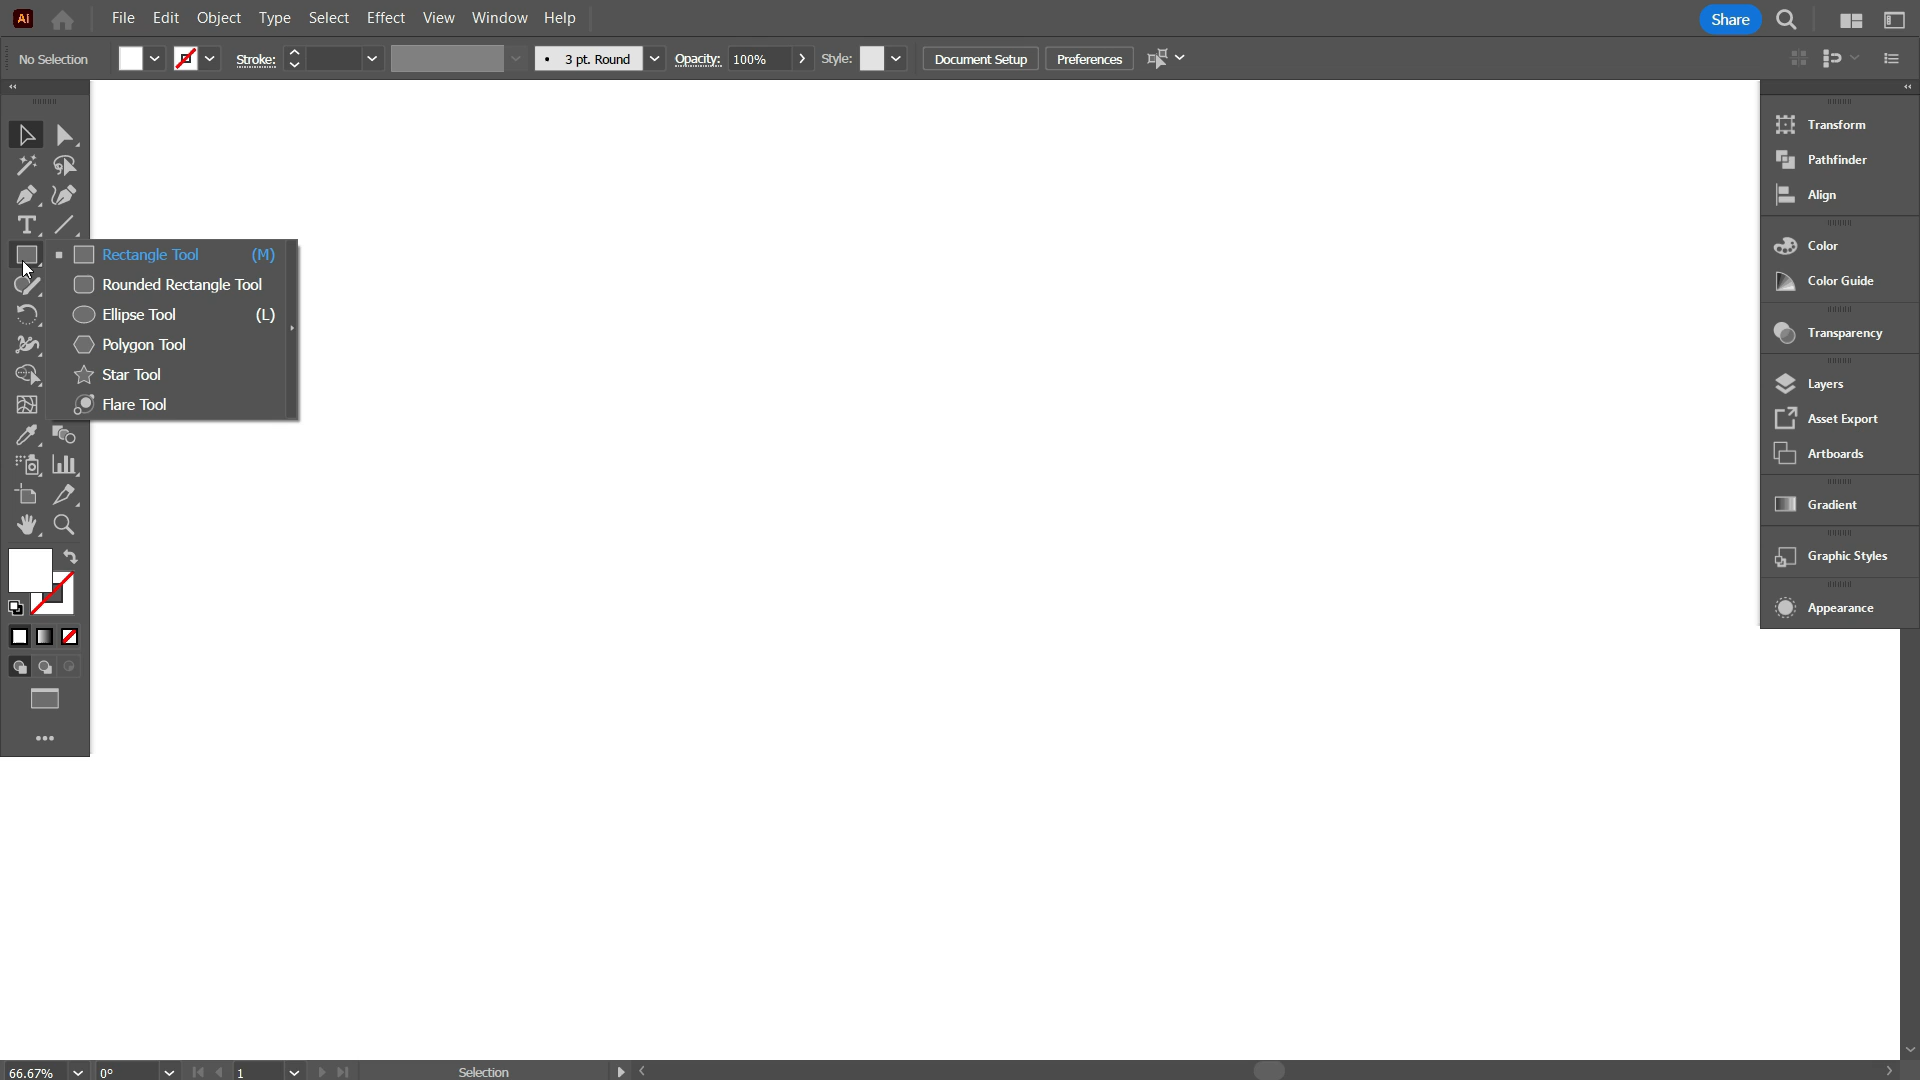 Ai
File Edit Object Type Select Effect View Window Help
Share
No Selection
Stroke:
3 pt. Round
Opacity: 100%
Style:
Document Setup
Preferences
Rectangle Tool (M)
Rounded Rectangle Tool
Ellipse Tool (L)
Polygon Tool
Star Tool
Flare Tool
Transform
Pathfinder
Align
Color
Color Guide
Transparency
Layers
Asset Export
Artboards
Gradient
Graphic Styles
Appearance
66.67% 0° 1 Selection